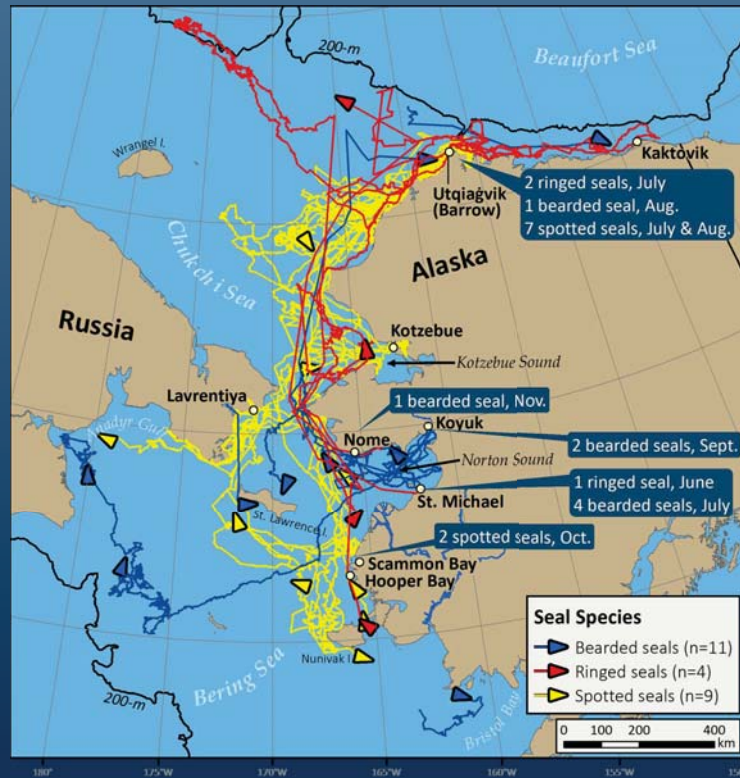 200-m
Beaufort Sea
Wrangel I.
Kaktovik
Utqiaġvik
(Barrow)
2 ringed seals, July
1 bearded seal, Aug.
7 spotted seals, July & Aug.
Chukchi Sea
Alaska
Russia
Kotzebue
Kotzebue Sound
Lavrentiya
1 bearded seal, Nov.
Anadyr Gulf
Koyuk
Nome
2 bearded seals, Sept.
Norton Sound
1 ringed seal, June
4 bearded seals, July
St. Michael
St. Lawrence I.
2 spotted seals, Oct.
Scammon Bay
Hooper Bay
Seal Species
Bearded seals (n=11)
Ringed seals (n=4)
Spotted seals (n=9)
Nunivak I.
Bering Sea
200-m
Bristol Bay
0 100 200 400
km
180° 175°W 170°W 165°W 160°W 155°W